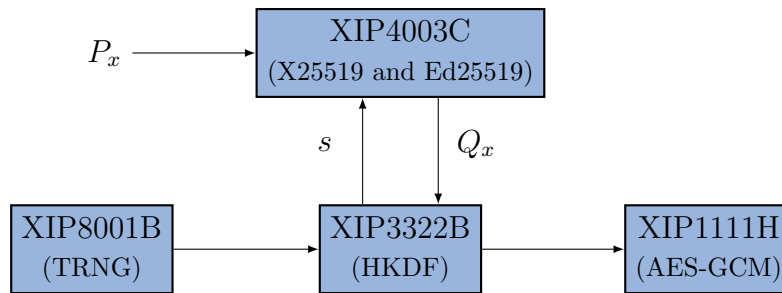 XIP4003C
(X25519 and Ed25519)
P_x
s
Q_x
XIP8001B
(TRNG)
XIP3322B
(HKDF)
XIP1111H
(AES-GCM)